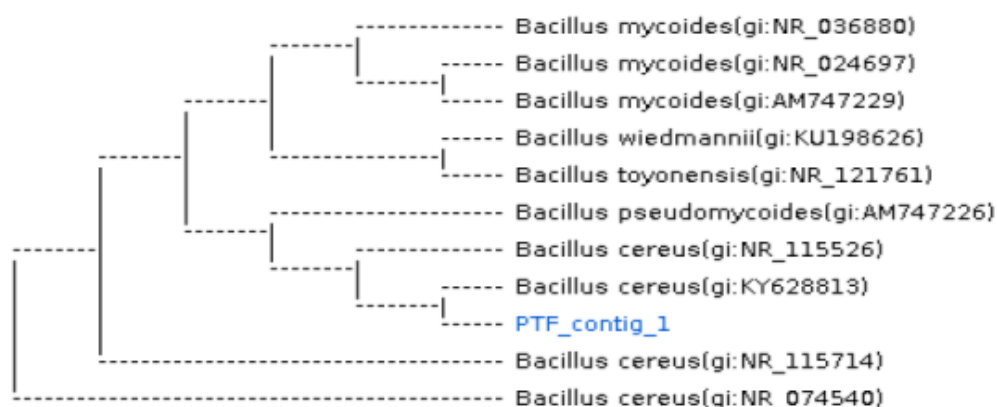 Bacillus mycoides(gi:NR_036880)
Bacillus mycoides(gi:NR_024697)
Bacillus mycoides(gi:AM747229)
Bacillus wiedmannii(gi:KU198626)
Bacillus toyonensis(gi:NR_121761)
Bacillus pseudomycoides(gi:AM747226)
Bacillus cereus(gi:NR_115526)
Bacillus cereus(gi:KY628813)
PTF_contig_1
Bacillus cereus(gi:NR_115714)
Bacillus cereus(gi:NR_074540)